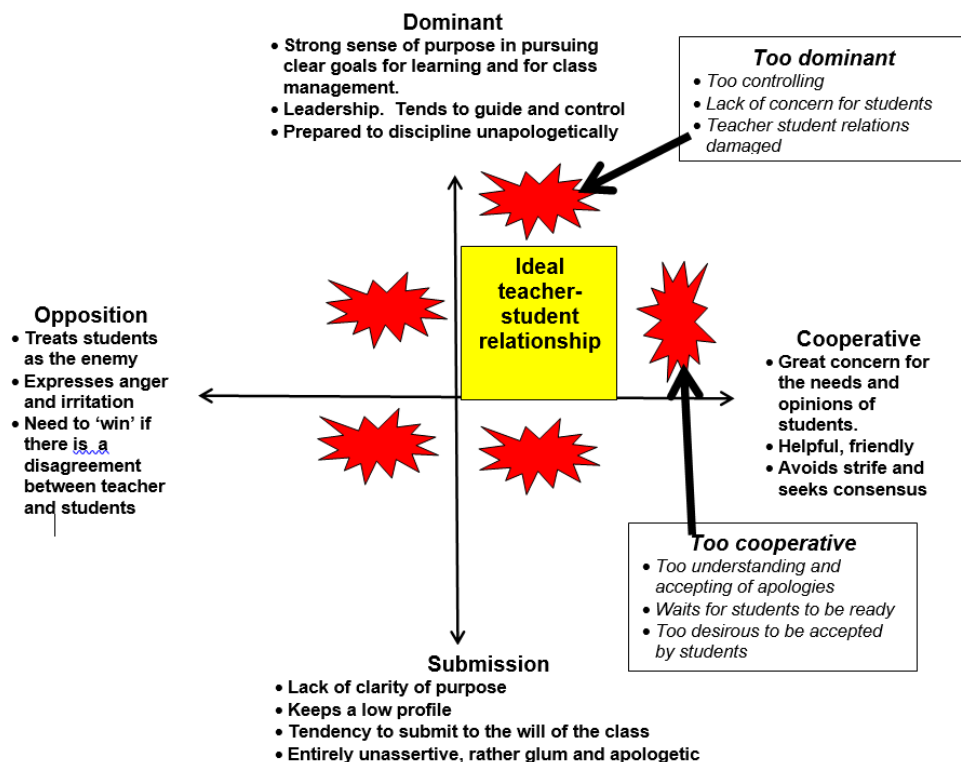 Dominant
• Strong sense of purpose in pursuing
clear goals for learning and for class
management.
• Leadership.  Tends to guide and control
• Prepared to discipline unapologetically
Too dominant
• Too controlling
• Lack of concern for students
• Teacher student relations
damaged
Ideal
teacher-
student
relationship
Opposition
• Treats students
as the enemy
• Expresses anger
and irritation
• Need to ‘win’ if
there is  a
disagreement
between teacher
and students
Cooperative
• Great concern for
the needs and
opinions of
students.
• Helpful, friendly
• Avoids strife and
seeks consensus
Too cooperative
• Too understanding and
accepting of apologies
• Waits for students to be ready
• Too desirous to be accepted
by students
Submission
• Lack of clarity of purpose
• Keeps a low profile
• Tendency to submit to the will of the class
• Entirely unassertive, rather glum and apologetic